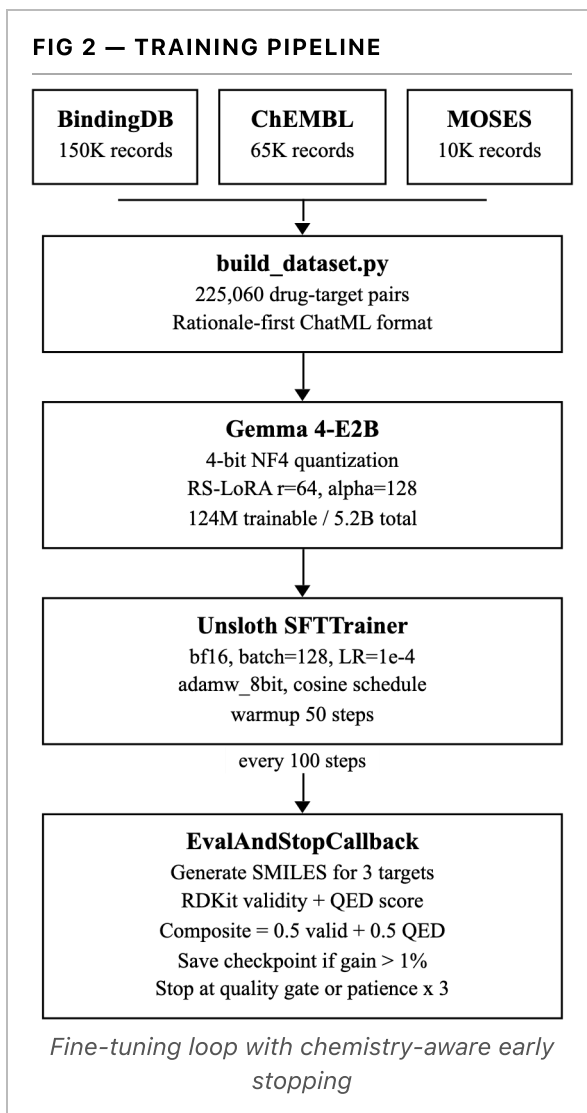 FIG 2 — TRAINING PIPELINE
BindingDB
150K records
ChEMBL
65K records
MOSES
10K records
build_dataset.py
225,060 drug-target pairs
Rationale-first ChatML format
Gemma 4-E2B
4-bit NF4 quantization
RS-LoRA r=64, alpha=128
124M trainable / 5.2B total
Unsloth SFTTrainer
bf16, batch=128, LR=1e-4
adamw_8bit, cosine schedule
warmup 50 steps
every 100 steps
EvalAndStopCallback
Generate SMILES for 3 targets
RDKit validity + QED score
Composite = 0.5 valid + 0.5 QED
Save checkpoint if gain > 1%
Stop at quality gate or patience x 3
Fine-tuning loop with chemistry-aware early
stopping